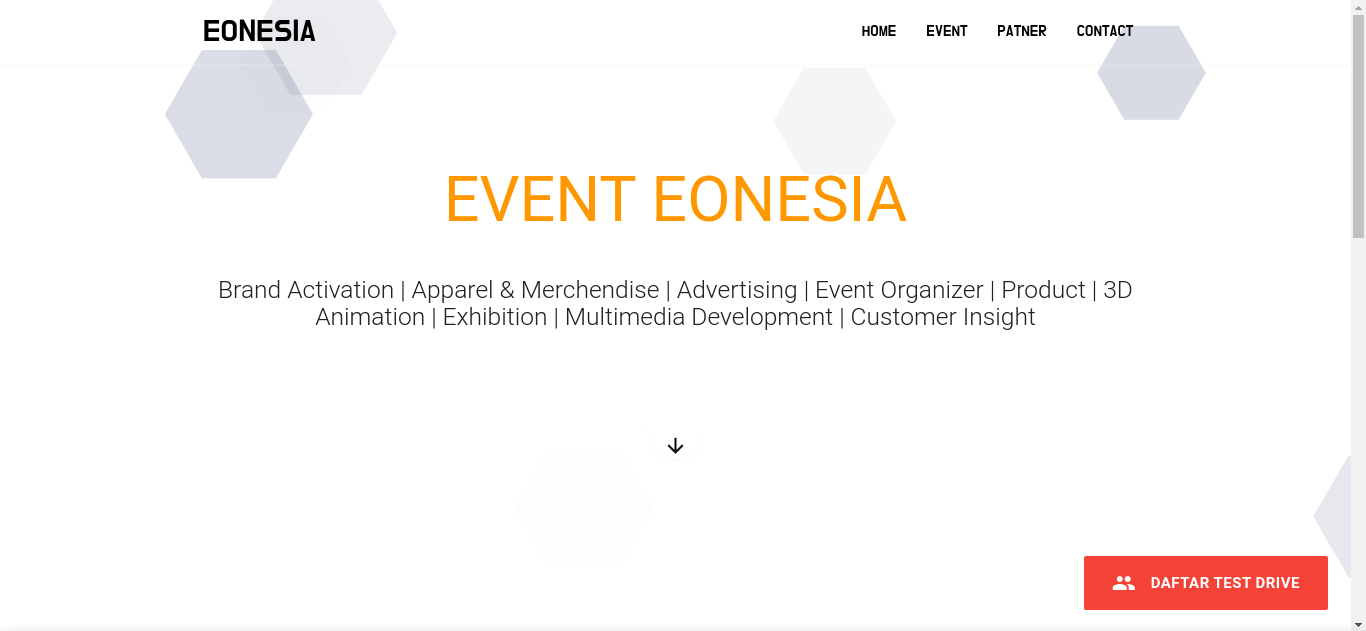 EONESIA
HOME EVENT PATNER CONTACT
EVENT EONESIA
Brand Activation | Apparel & Merchendise | Advertising | Event Organizer | Product | 3D
Animation | Exhibition | Multimedia Development | Customer Insight
DAFTAR TEST DRIVE